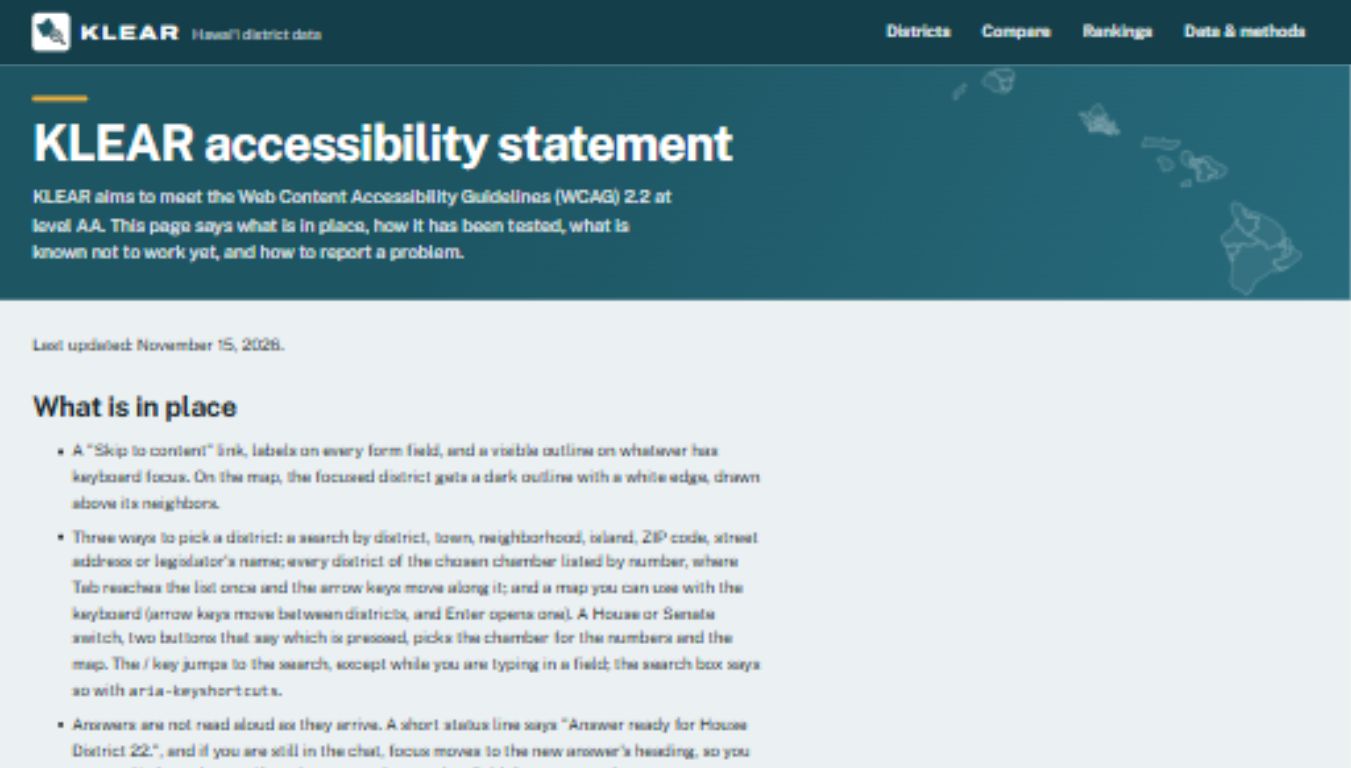 KLEAR Hawaiʻi district data
Districts Compare Rankings Data & methods
KLEAR accessibility statement
KLEAR aims to meet the Web Content Accessibility Guidelines (WCAG) 2.2 at
level AA. This page says what is in place, how it has been tested, what is
known not to work yet, and how to report a problem.
Last updated: November 15, 2026.
What is in place
• A "Skip to content" link, labels on every form field, and a visible outline on whatever has
keyboard focus. On the map, the focused district gets a dark outline with a white edge, drawn
above its neighbors.
• Three ways to pick a district: a search by district, town, neighborhood, island, ZIP code, street
address or legislator's name; every district of the chosen chamber listed by number, where
Tab reaches the list once and the arrow keys move along it; and a map you can use with the
keyboard (arrow keys move between districts, and Enter opens one). A House or Senate
switch, two buttons that say which is pressed, picks the chamber for the numbers and the
map. The / key jumps to the search, except while you are typing in a field; the search box says
so with aria-keyshortcuts.
• Answers are not read aloud as they arrive. A short status line says "Answer ready for House
District 22.", and if you are still in the chat, focus moves to the new answer's heading, so you